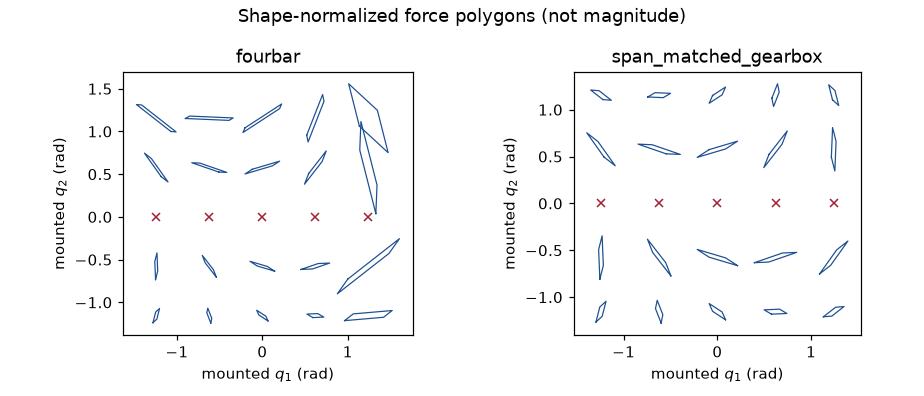 Shape-normalized force polygons (not magnitude)
fourbar
1.5
1.0
0.5
0.0
−0.5
−1.0
−1
0
1
mounted q₂ (rad)
mounted q₁ (rad)
span_matched_gearbox
1.0
0.5
0.0
−0.5
−1.0
−1
0
1
mounted q₂ (rad)
mounted q₁ (rad)